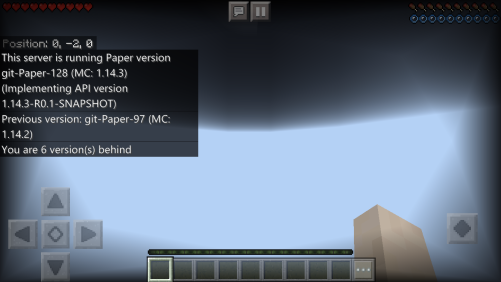 Position: 0, -2, 0
This server is running Paper version
git-Paper-128 (MC: 1.14.3)
(Implementing API version
1.14.3-R0.1-SNAPSHOT)
Previous version: git-Paper-97 (MC:
1.14.2)
You are 6 version(s) behind